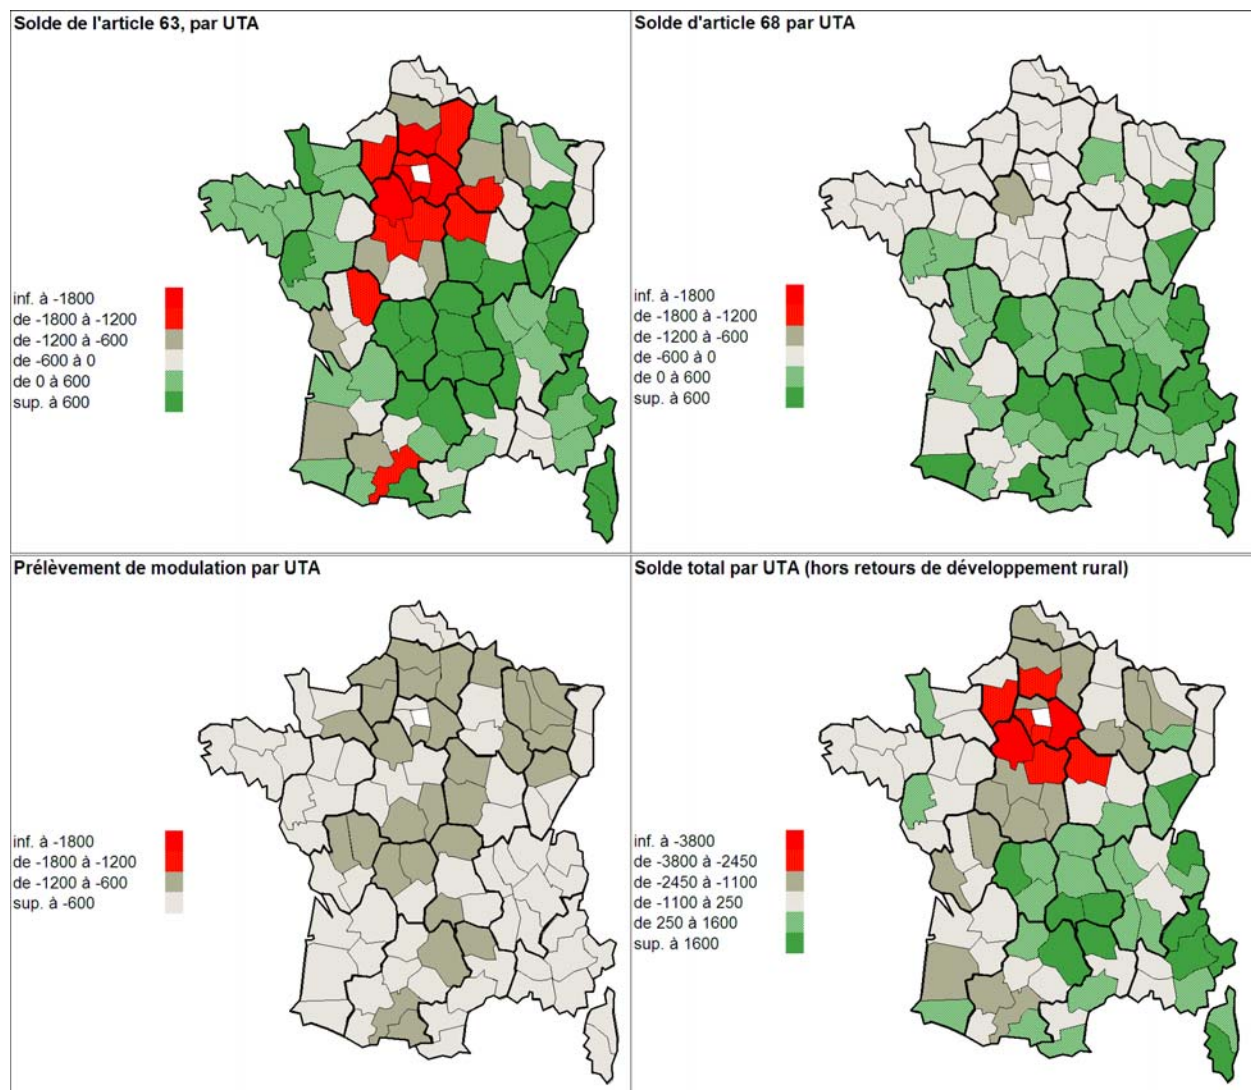 Solde de l'article 63, par UTA
inf. à -1800
de -1800 à -1200
de -1200 à -600
de -600 à 0
de 0 à 600
sup. à 600
Solde d'article 68 par UTA
inf. à -1800
de -1800 à -1200
de -1200 à -600
de -600 à 0
de 0 à 600
sup. à 600
Prélèvement de modulation par UTA
inf. à -1800
de -1800 à -1200
de -1200 à -600
sup. à -600
Solde total par UTA (hors retours de développement rural)
inf. à -3800
de -3800 à -2450
de -2450 à -1100
de -1100 à 250
de 250 à 1600
sup. à 1600